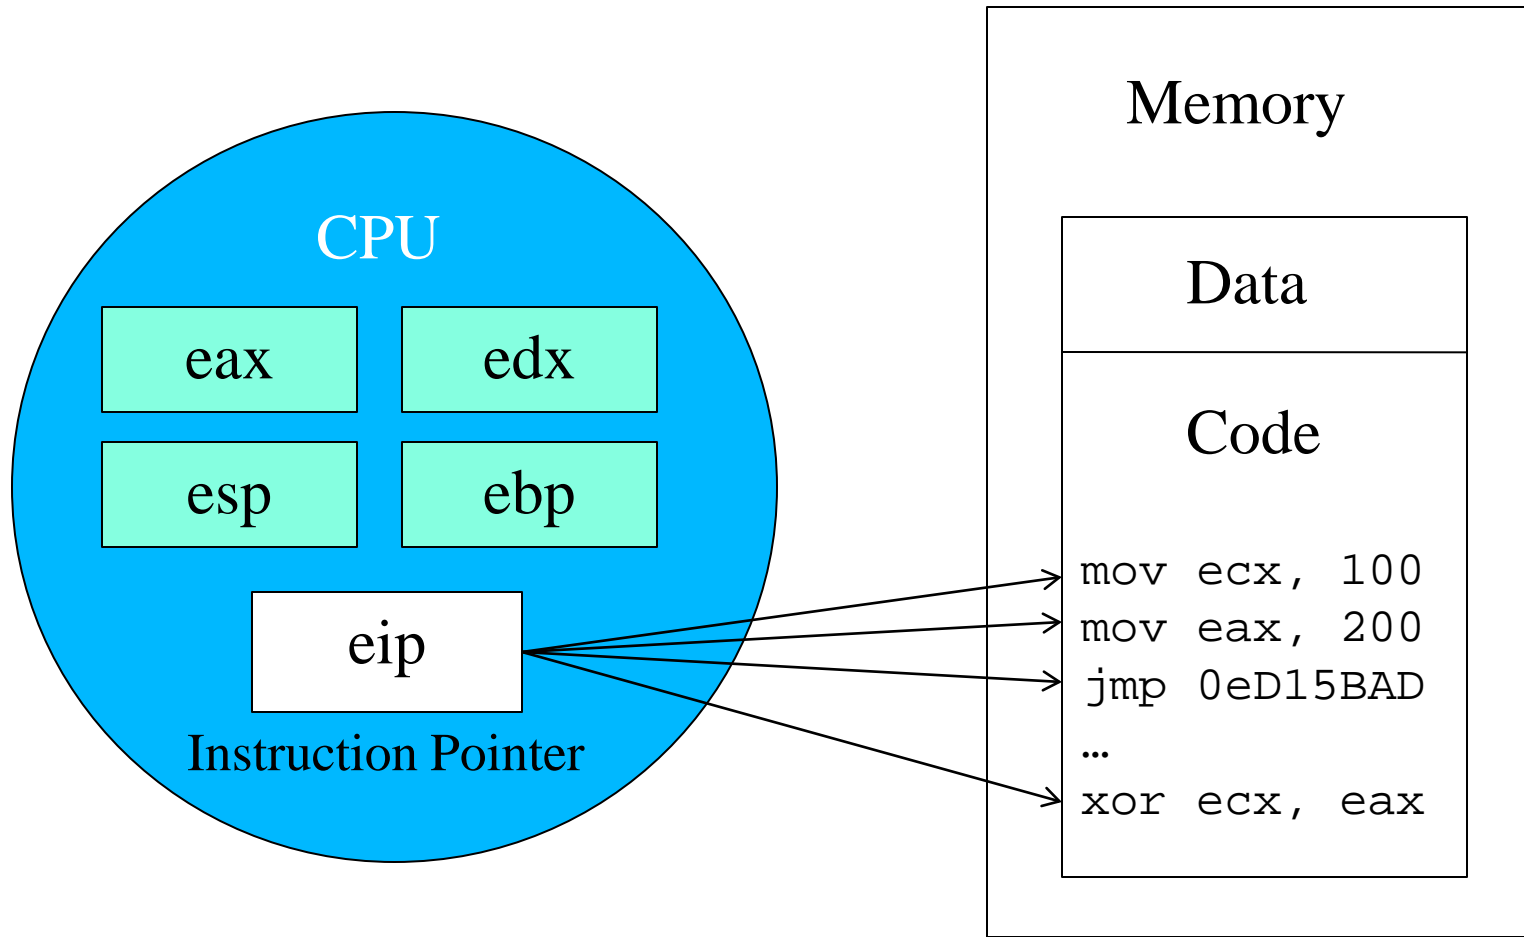 CPU
eax
edx
esp
ebp
eip
Instruction Pointer
Memory
Data
Code
mov ecx, 100
mov eax, 200
jmp 0eD15BAD
…
xor ecx, eax